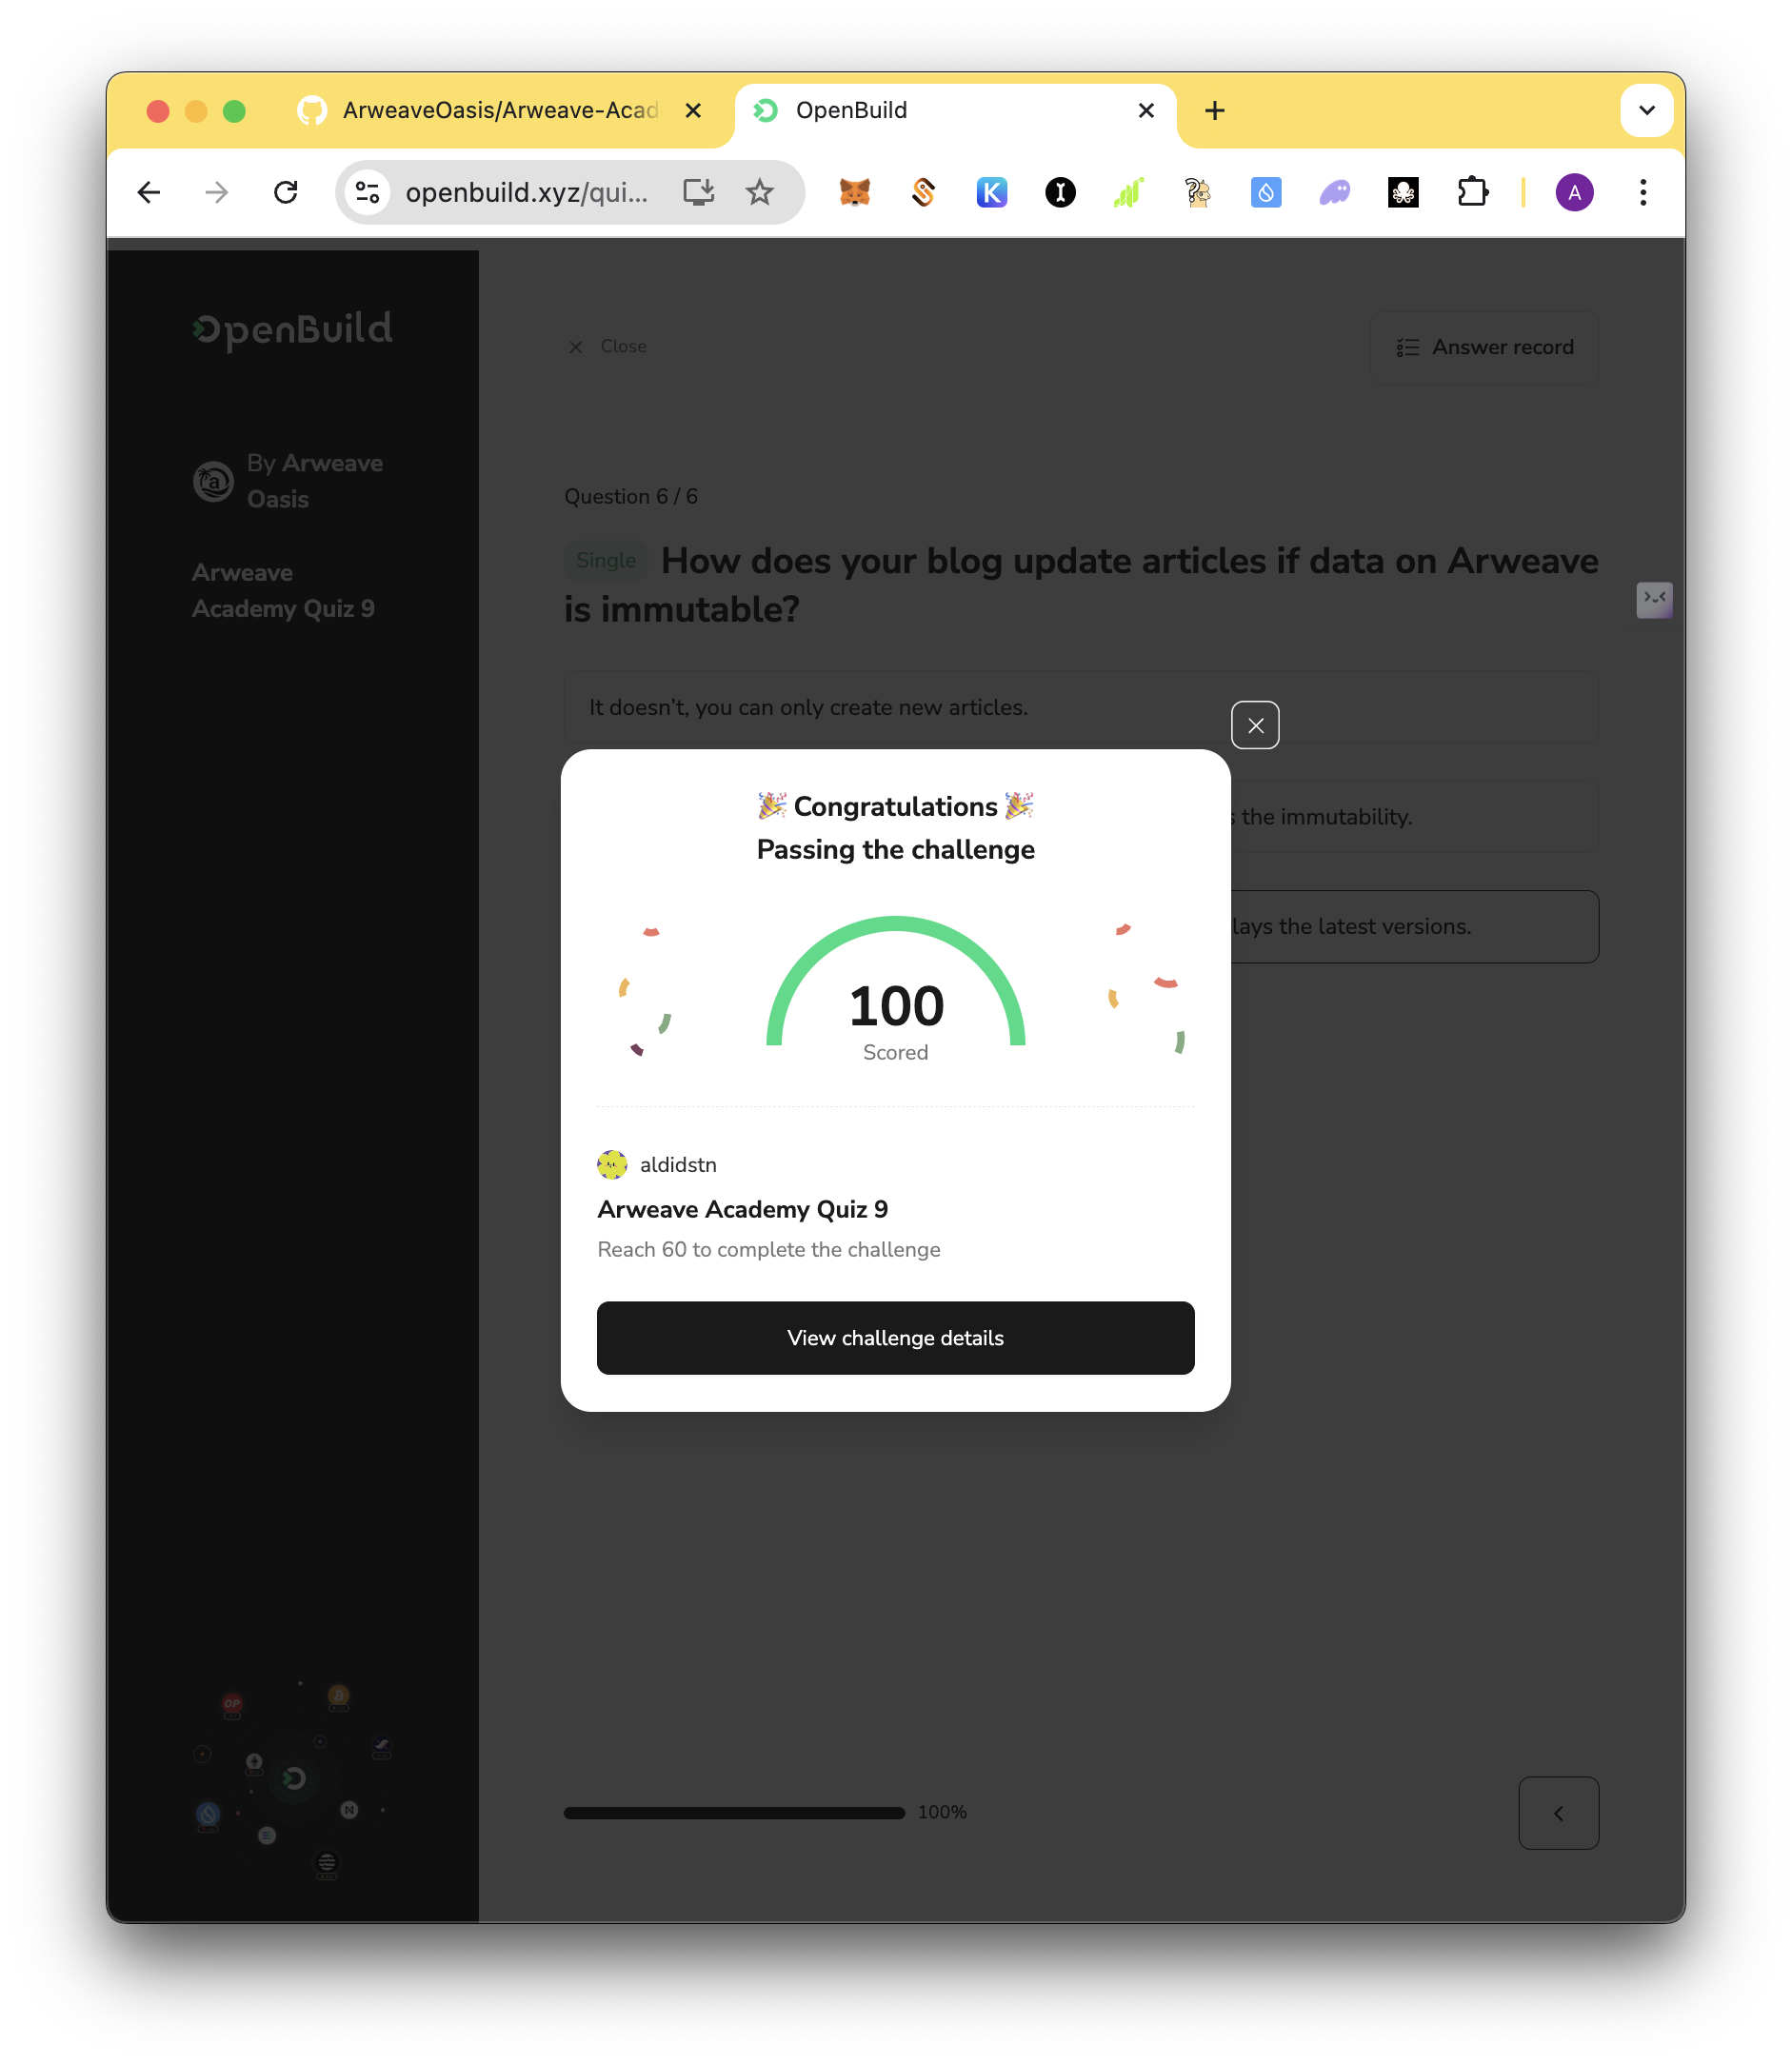 ArweaveOasis/Arweave-Acad
OpenBuild
openbuild.xyz/qui...
A
OpenBuild
By Arweave
Oasis
Arweave
Academy Quiz 9
Close
Answer record
Question 6 / 6
Single How does your blog update articles if data on Arweave
is immutable?
It doesn't, you can only create new articles.
the immutability.
the latest versions.
🎉 Congratulations 🎉
Passing the challenge
100
Scored
aldidstn
Arweave Academy Quiz 9
Reach 60 to complete the challenge
View challenge details
100%